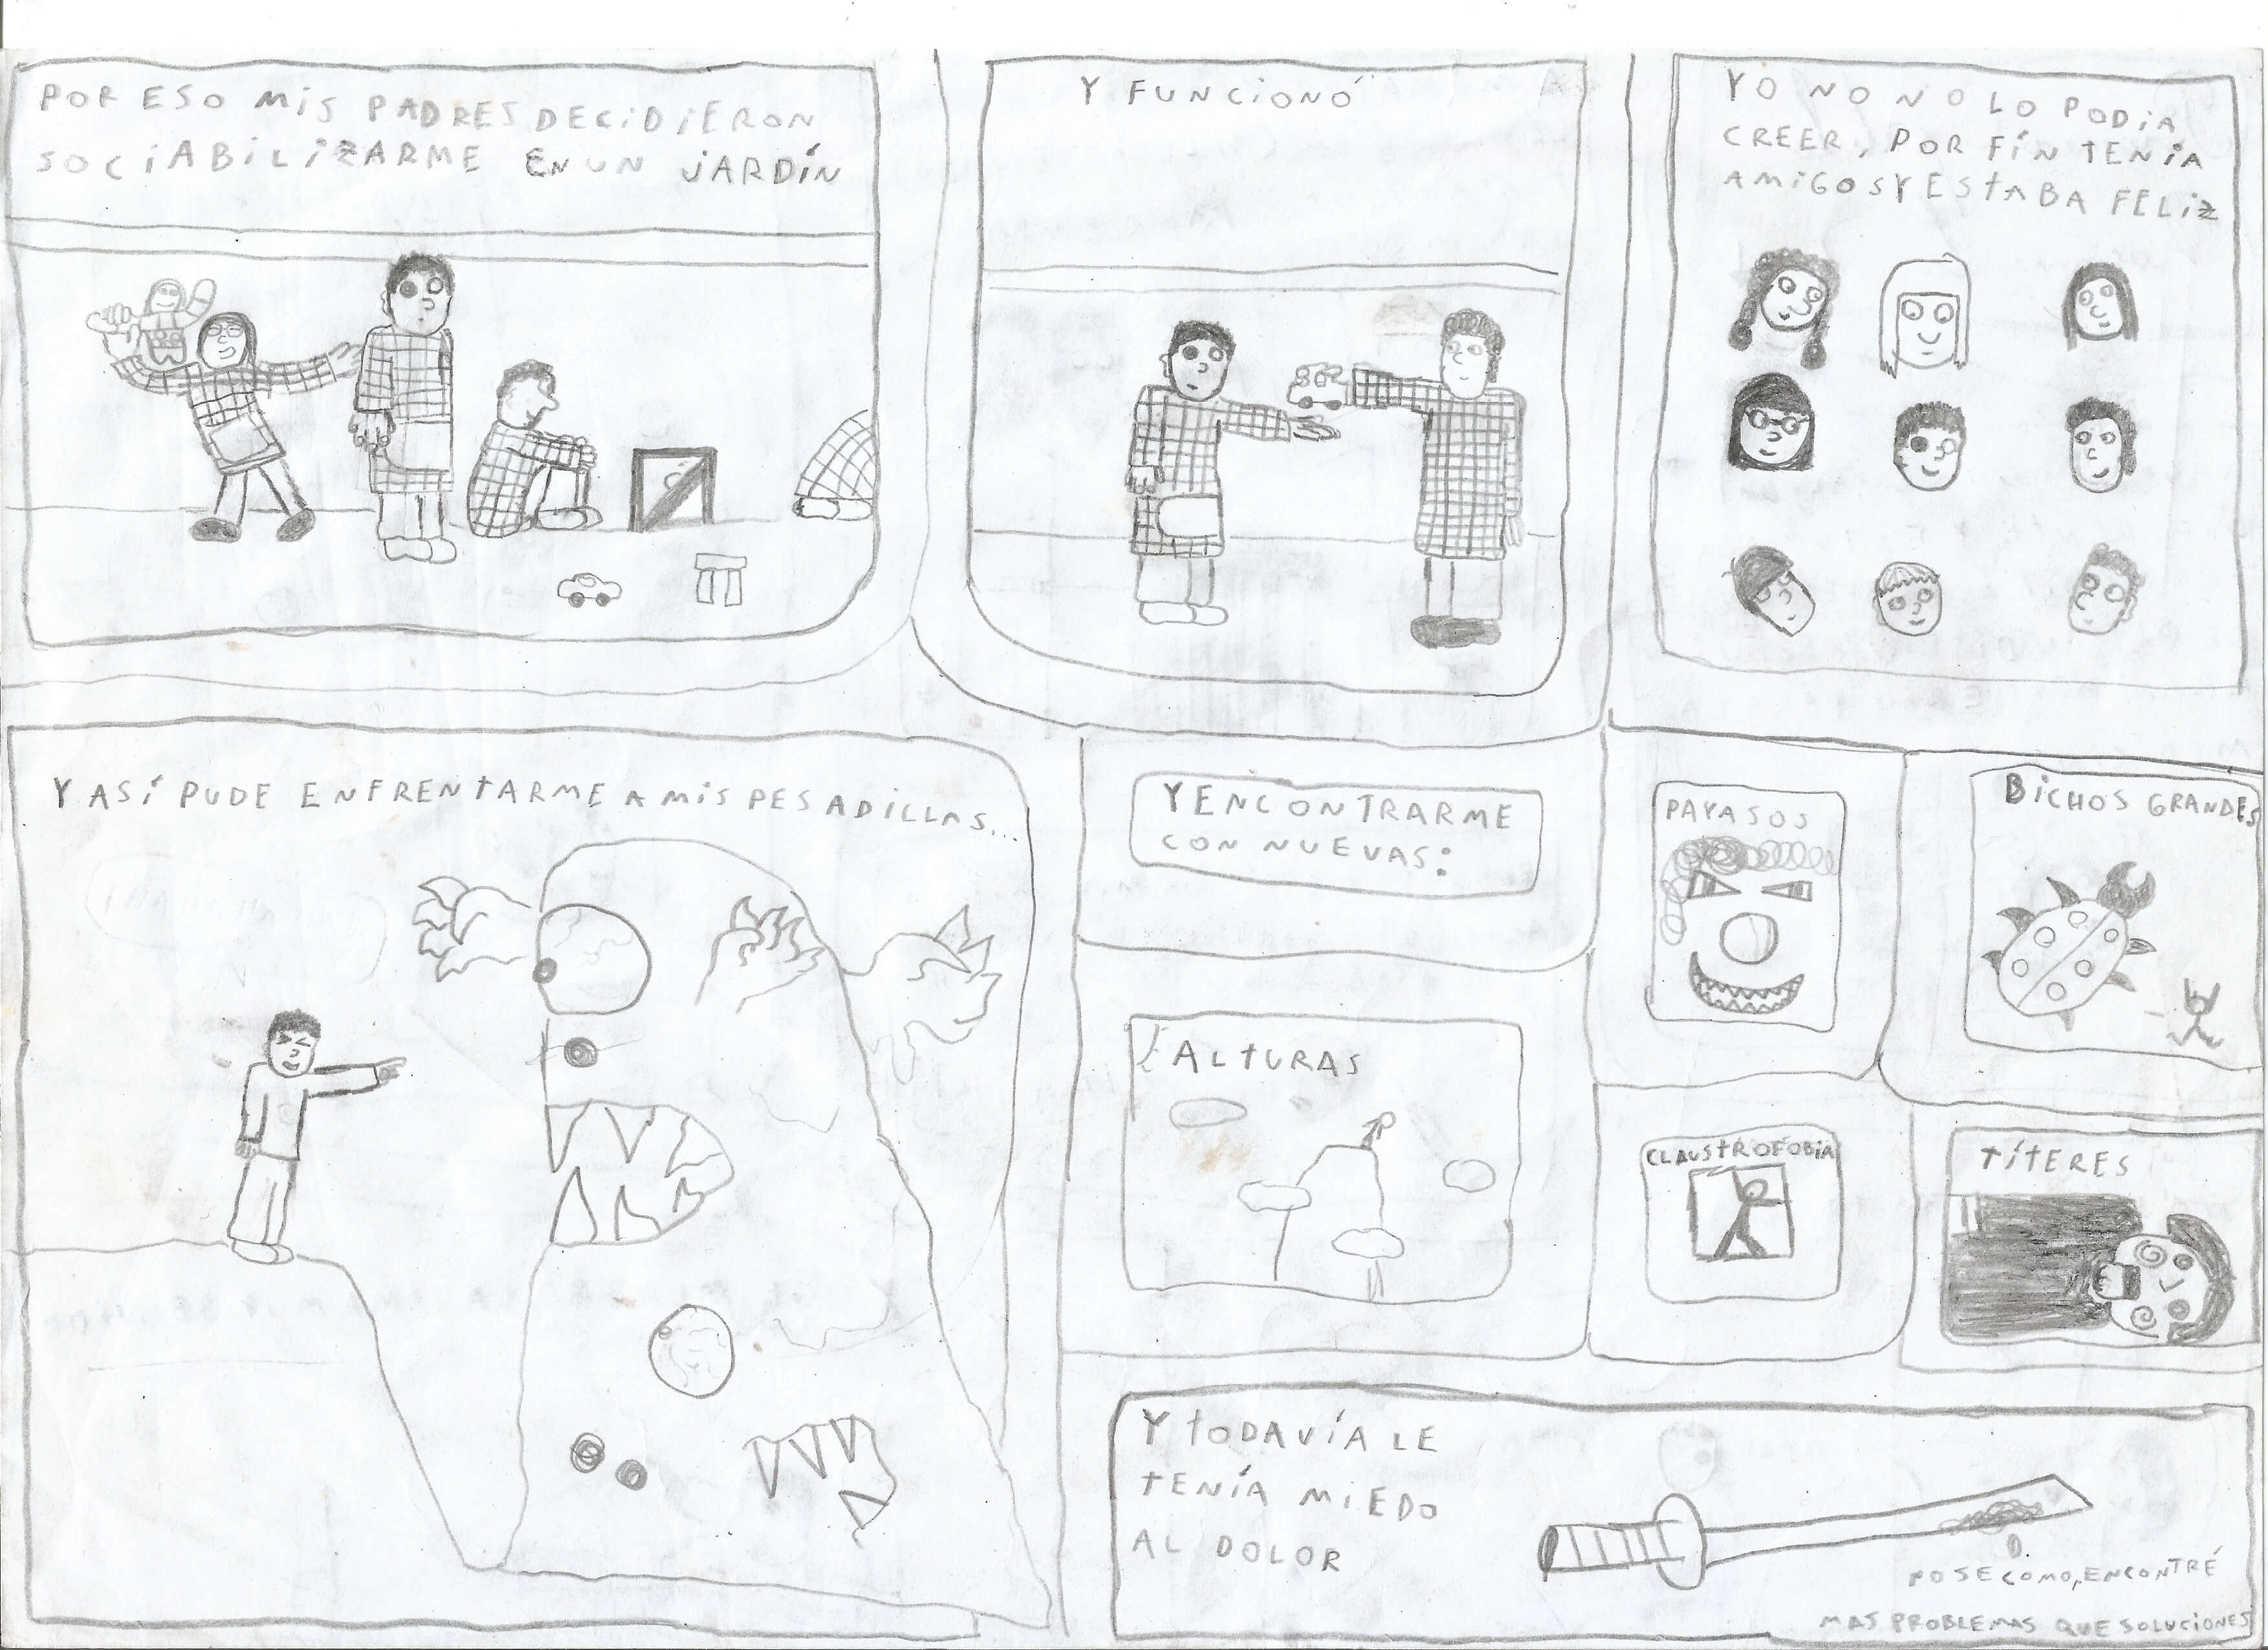 POR ESO MIS PADRES DECIDIERON
SOCIABILIZARME EN UN JARDÍN
Y FUNCIONÓ
YO NO NO LO PODIA
CREER, POR FÍN TENIA
AMIGOS Y ESTABA FELIZ
Y ASÍ PUDE ENFRENTARME A MIS PESADILLAS...
Y ENCONTRARME
CON NUEVAS:
PAYASOS
BICHOS GRANDES
ALTURAS
CLAUSTROFOBIA
TÍTERES
Y TODAVÍA LE
TENÍA MIEDO
AL DOLOR
NO SE COMO, ENCONTRÉ
MAS PROBLEMAS QUE SOLUCIONES